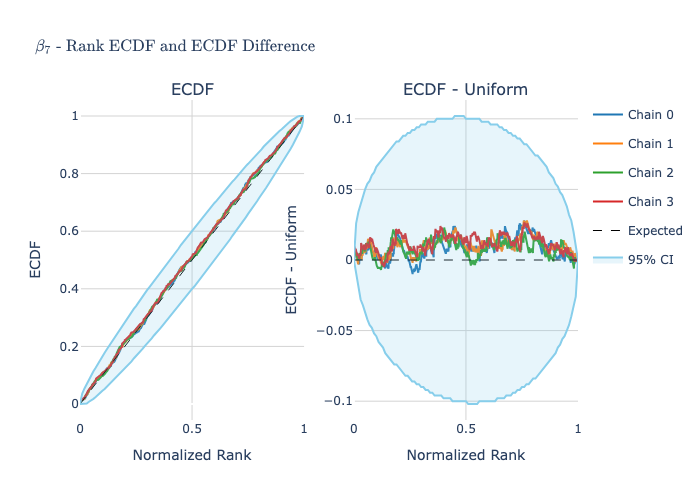 β₇ - Rank ECDF and ECDF Difference
ECDF
ECDF - Uniform
1
0.8
0.6
0.4
0.2
0
0
0.5
1
ECDF
Normalized Rank
0.1
0.05
0
−0.05
−0.1
0
0.5
1
ECDF - Uniform
Normalized Rank
Chain 0
Chain 1
Chain 2
Chain 3
Expected
95% CI